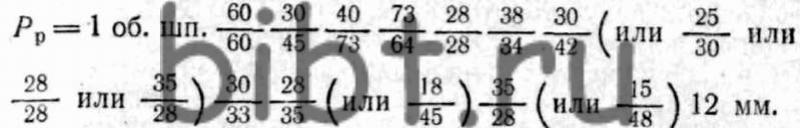 P_р = 1 об. шп. 60/60 30/45 40/73 73/64 28/28 38/34 30/42 (или 25/30 или
28/28 или 35/28) 30/33 28/35 (или 18/45) 35/28 (или 15/48) 12 мм.
bibt.ru